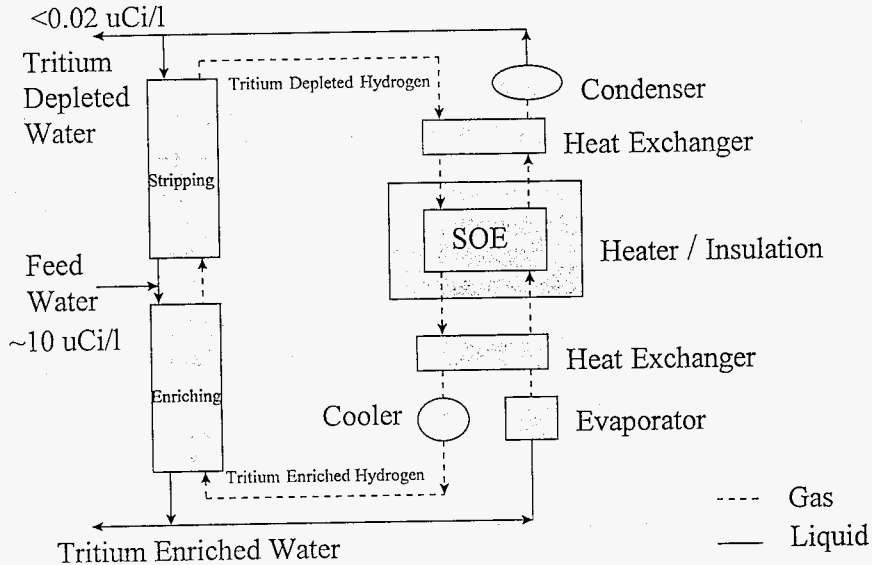 <0.02 uCi/l
Tritium
Depleted
Water
Tritium Depleted Hydrogen
Condenser
Heat Exchanger
Stripping
SOE
Heater / Insulation
Feed
Water
~10 uCi/l
Heat Exchanger
Enriching
Cooler
Evaporator
Tritium Enriched Hydrogen
Gas
Liquid
Tritium Enriched Water